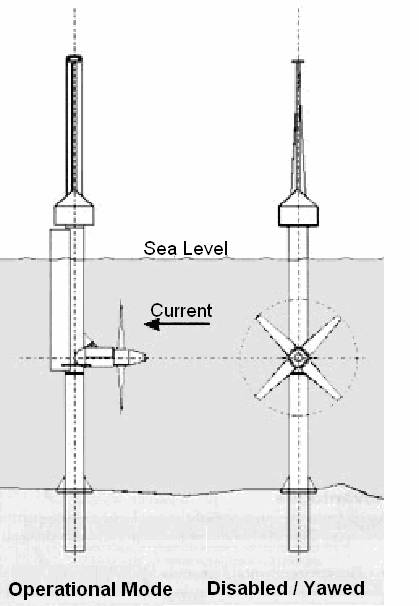 Sea Level
Current
Operational Mode
Disabled / Yawed